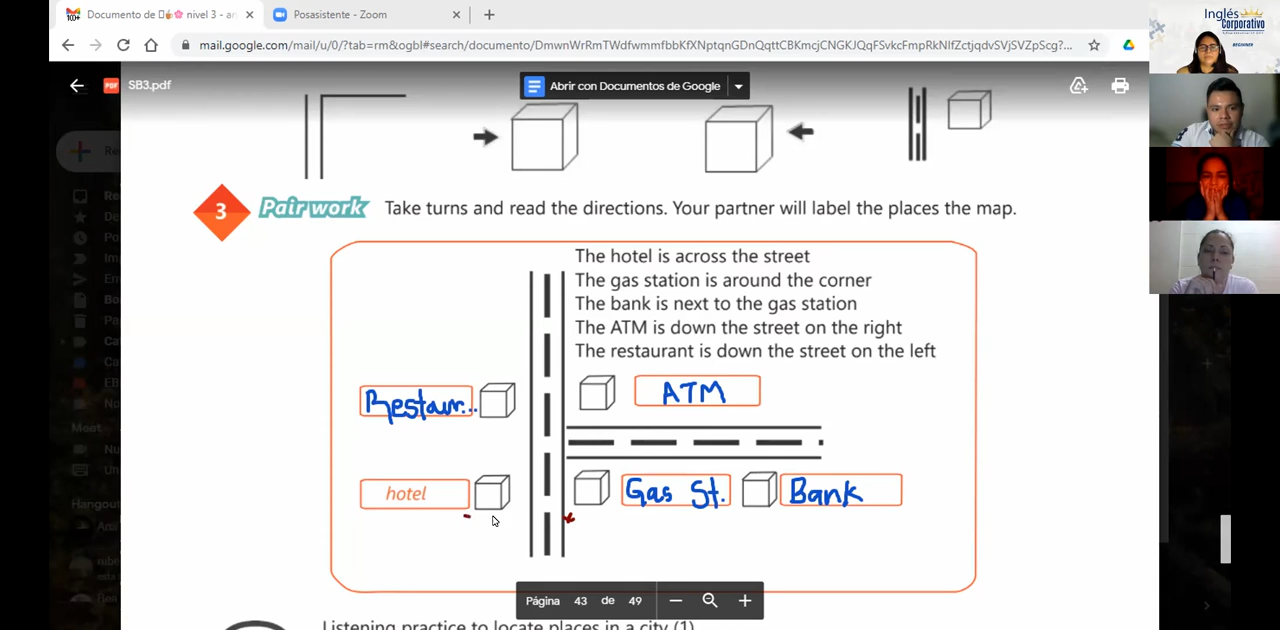 Documento de nivel 3 - an
Posasistente - Zoom
mail.google.com/mail/u/0/?tab=rm&ogbl#search/documento/DmwnWrRmTWdfwmmfbbKfXNptqnGDnQqttCBKmcjCNGKJQqFSvkcFmpRkNlfZctjqdvSVjSVZpScg?...
Inglés
Corporativo
BEGINNER
PDF
SB3.pdf
Abrir con Documentos de Google
3
Pair work
Take turns and read the directions. Your partner will label the places the map.
The hotel is across the street
The gas station is around the corner
The bank is next to the gas station
The ATM is down the street on the right
The restaurant is down the street on the left
Restaur...
ATM
hotel
Gas St.
Bank
Página 43 de 49
Listening practice to locate places in a city (1)
Meet
Hangout